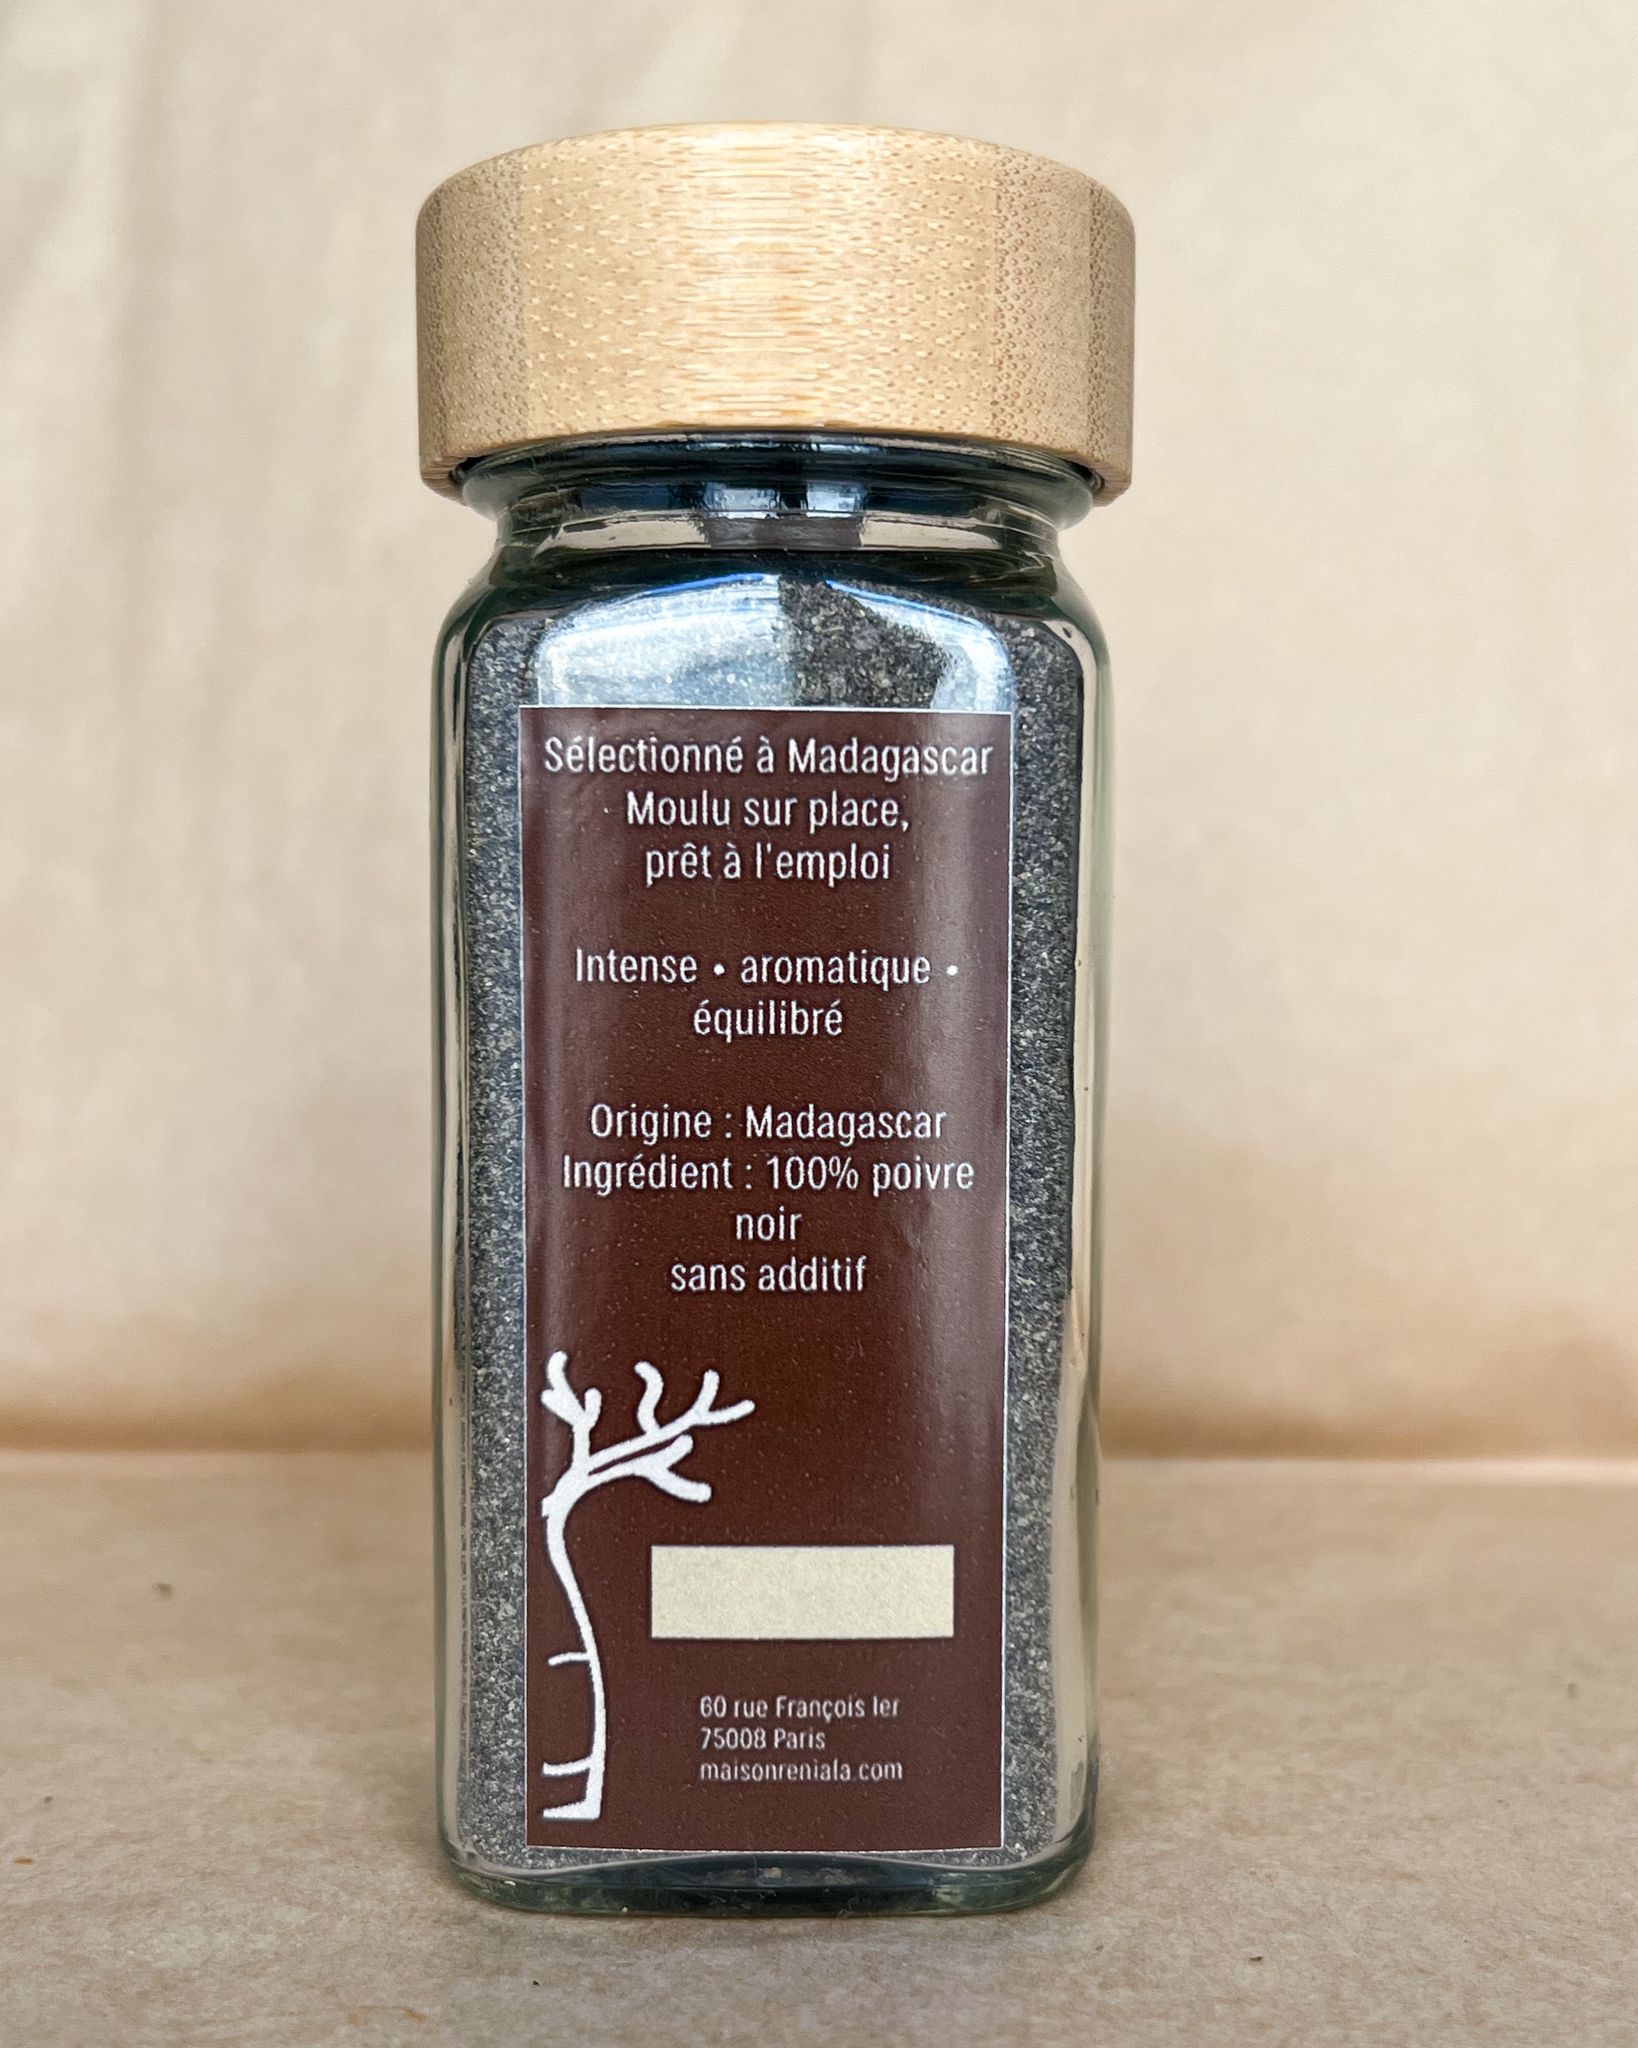 Sélectionné à Madagascar
Moulu sur place,
prêt à l'emploi
Intense • aromatique •
équilibré
Origine : Madagascar
Ingrédient : 100% poivre
noir
sans additif
60 rue François Ier
75008 Paris
maisonreniala.com